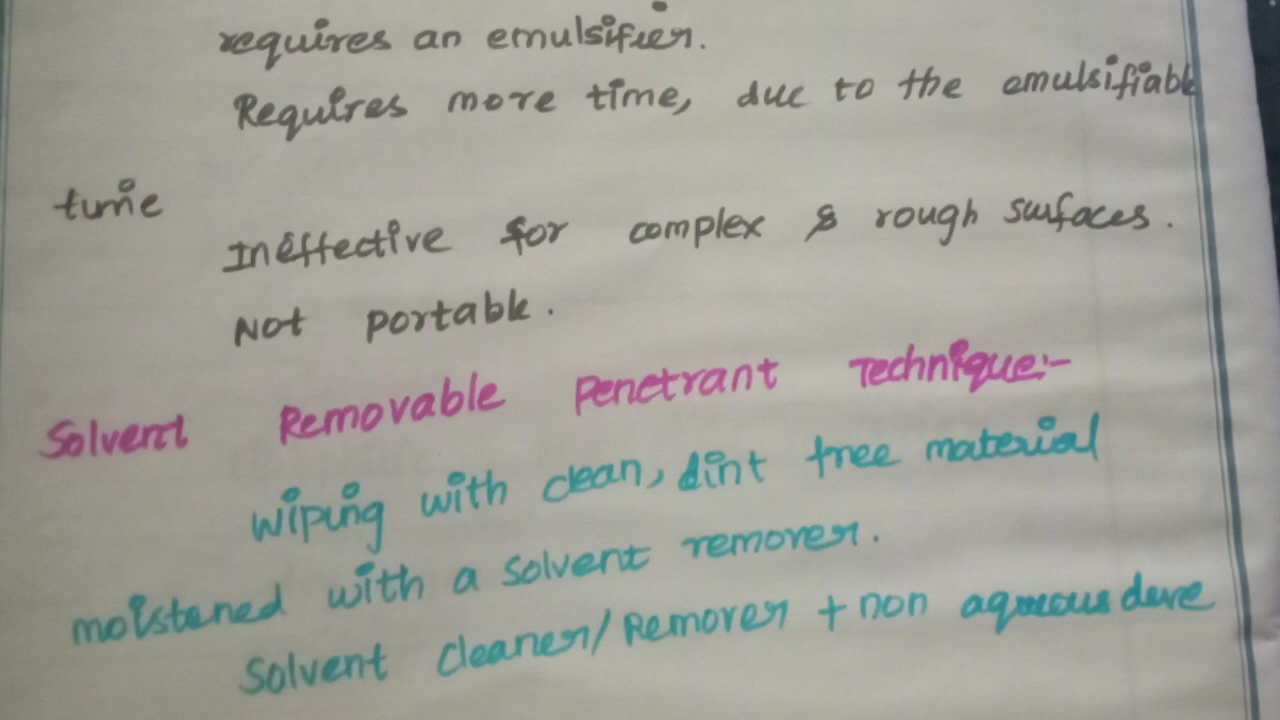 requires an emulsifier.
Requires more time, due to the emulsifiable
time
Ineffective for complex & rough surfaces.
Not portable.
Solvent Removable Penetrant Technique:-
wiping with clean, lint free material
moistened with a solvent remover.
Solvent cleaner/Remover + non aqueous deve